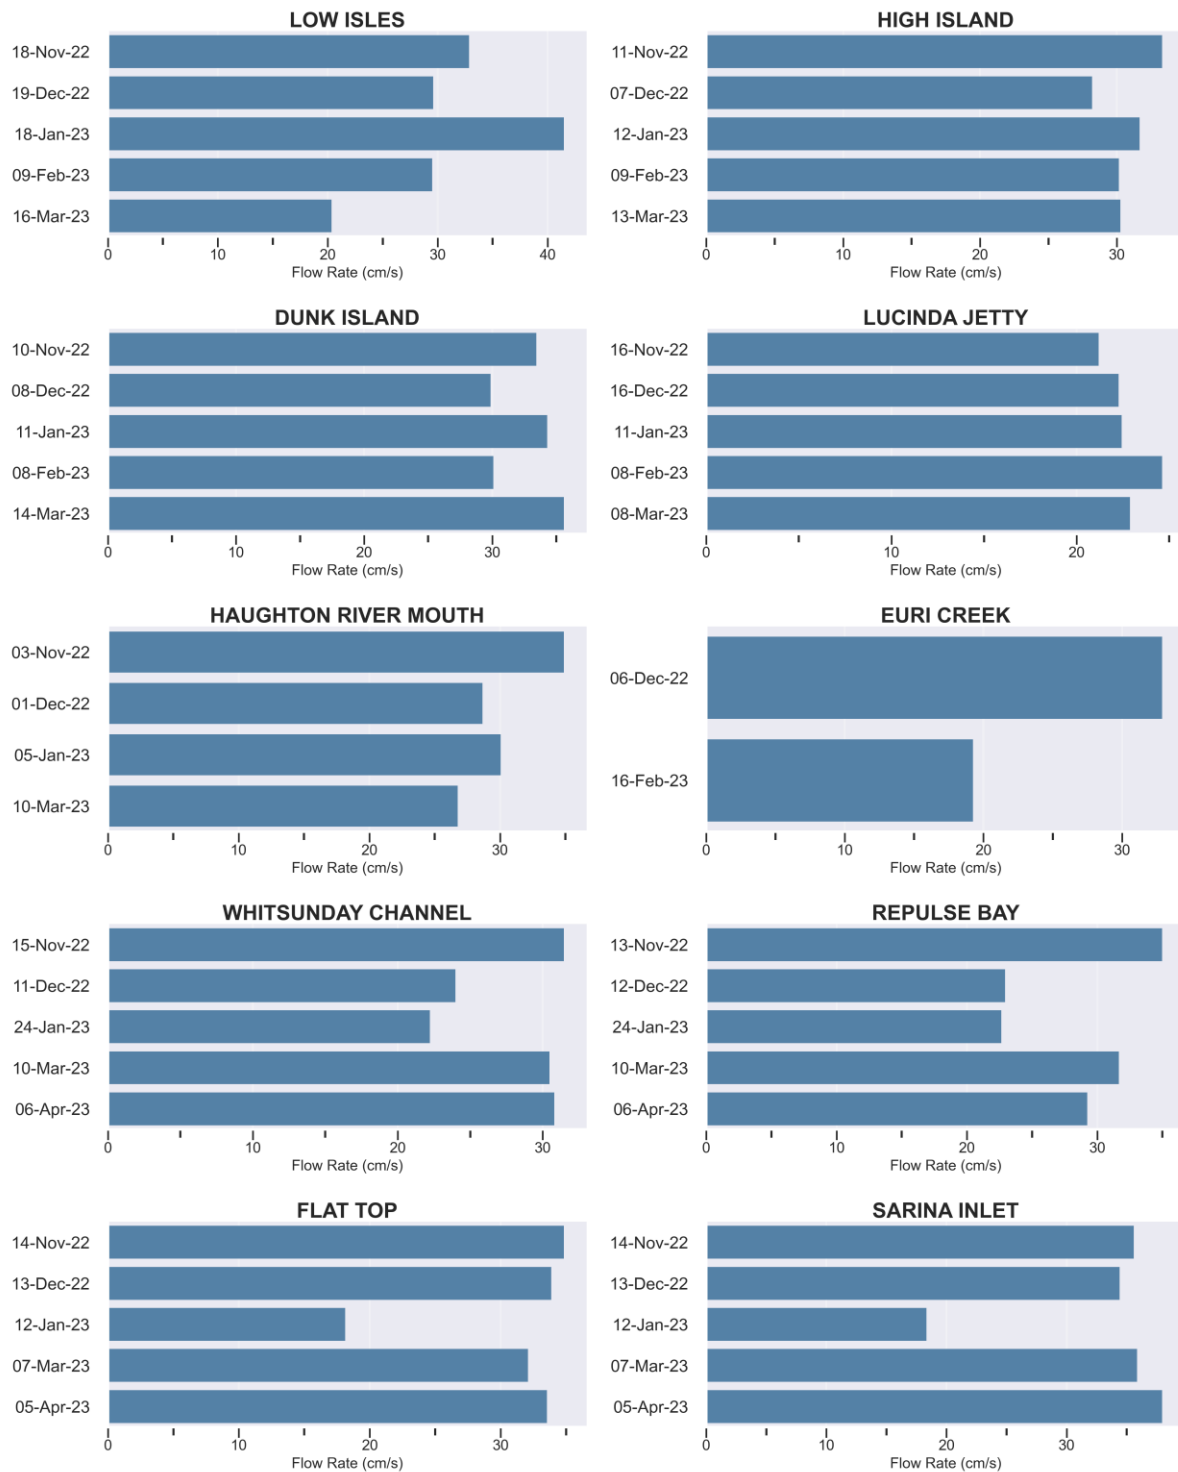 LOW ISLES
18-Nov-22
19-Dec-22
18-Jan-23
09-Feb-23
16-Mar-23
0 10 20 30 40
Flow Rate (cm/s)
HIGH ISLAND
11-Nov-22
07-Dec-22
12-Jan-23
09-Feb-23
13-Mar-23
0 10 20 30
Flow Rate (cm/s)
DUNK ISLAND
10-Nov-22
08-Dec-22
11-Jan-23
08-Feb-23
14-Mar-23
0 10 20 30
Flow Rate (cm/s)
LUCINDA JETTY
16-Nov-22
16-Dec-22
11-Jan-23
08-Feb-23
08-Mar-23
0 10 20
Flow Rate (cm/s)
HAUGHTON RIVER MOUTH
03-Nov-22
01-Dec-22
05-Jan-23
10-Mar-23
0 10 20 30
Flow Rate (cm/s)
EURI CREEK
06-Dec-22
16-Feb-23
0 10 20 30
Flow Rate (cm/s)
WHITSUNDAY CHANNEL
15-Nov-22
11-Dec-22
24-Jan-23
10-Mar-23
06-Apr-23
0 10 20 30
Flow Rate (cm/s)
REPULSE BAY
13-Nov-22
12-Dec-22
24-Jan-23
10-Mar-23
06-Apr-23
0 10 20 30
Flow Rate (cm/s)
FLAT TOP
14-Nov-22
13-Dec-22
12-Jan-23
07-Mar-23
05-Apr-23
0 10 20 30
Flow Rate (cm/s)
SARINA INLET
14-Nov-22
13-Dec-22
12-Jan-23
07-Mar-23
05-Apr-23
0 10 20 30
Flow Rate (cm/s)